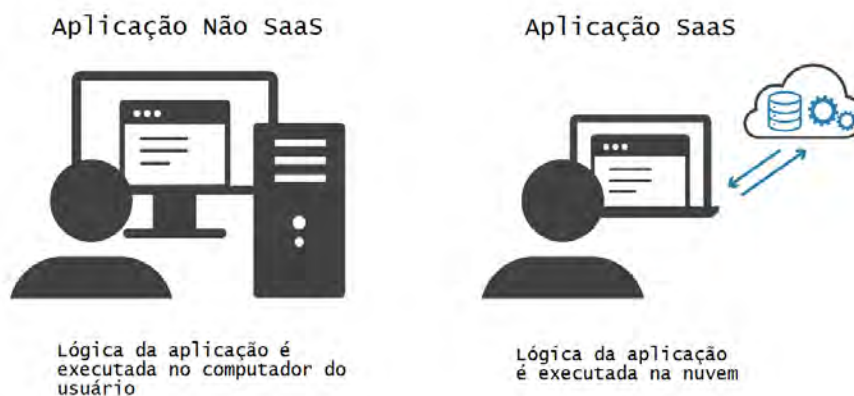 Aplicação Não SaaS
Aplicação SaaS
Lógica da aplicação é
executada no computador do
usuário
Lógica da aplicação
é executada na nuvem